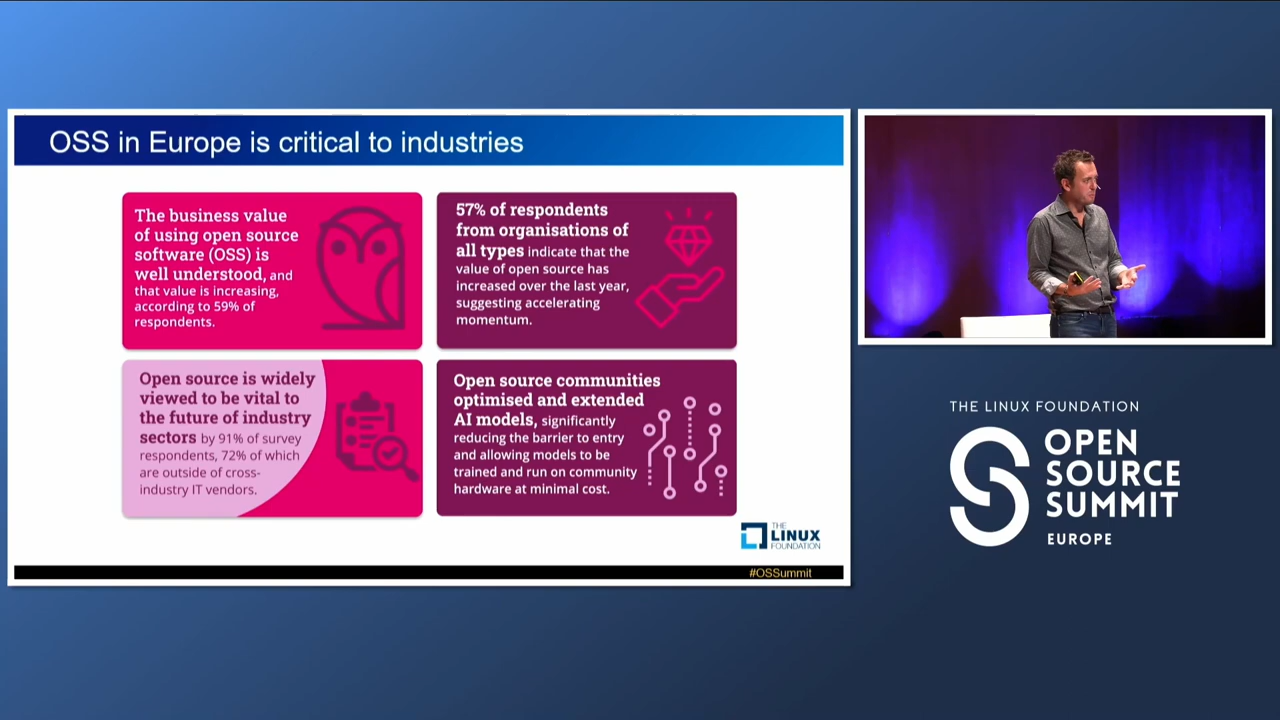 OSS in Europe is critical to industries
The business value
of using open source
software (OSS) is
well understood, and
that value is increasing,
according to 59% of
respondents.
57% of respondents
from organisations of
all types indicate that the
value of open source has
increased over the last year,
suggesting accelerating
momentum.
Open source is widely
viewed to be vital to
the future of industry
sectors by 91% of survey
respondents, 72% of which
are outside of cross-
industry IT vendors.
Open source communities
optimised and extended
AI models, significantly
reducing the barrier to entry
and allowing models to be
trained and run on community
hardware at minimal cost.
THE
LINUX
FOUNDATION
#OSSummit
THE LINUX FOUNDATION
OPEN
SOURCE
SUMMIT
EUROPE